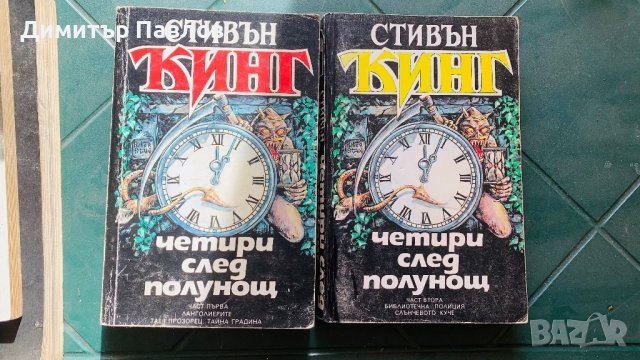 Димитър Павлов
СТИВЪН
КИНГ
четири
след
полунощ
ЧАСТ ПЪРВА
ЛАНГОЛИЕРИТЕ
ТАЕН ПРОЗОРЕЦ, ТАЙНА ГРАДИНА
СТИВЪН
КИНГ
четири
след
полунощ
ЧАСТ ВТОРА
БИБЛИОТЕЧНА ПОЛИЦИЯ
СЛЪНЧЕВОТО КУЧЕ
BAZAR